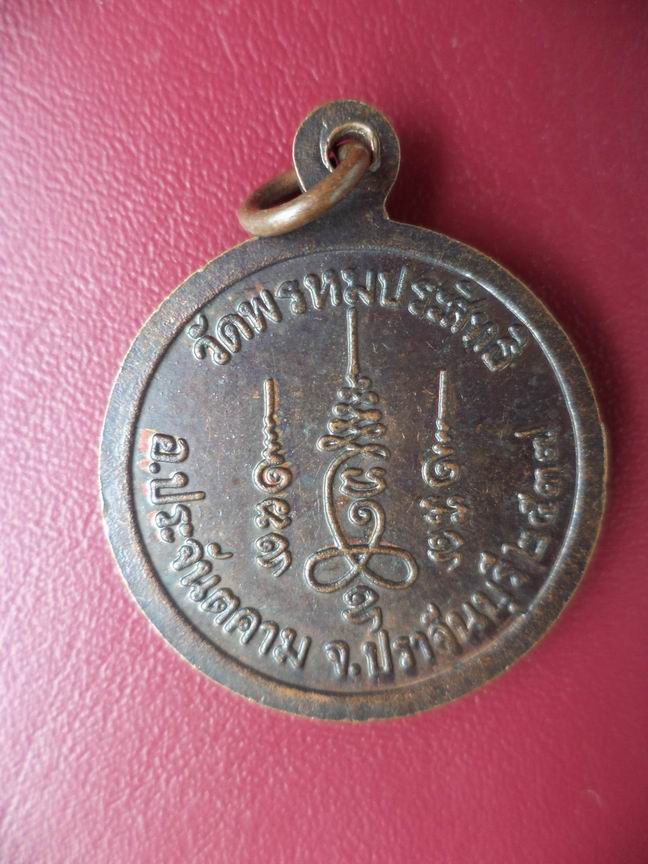 วัดพรหมประสิทธิ
อ.ประจันตคาม จ.ปราจีนบุรี ๒๕๓๗